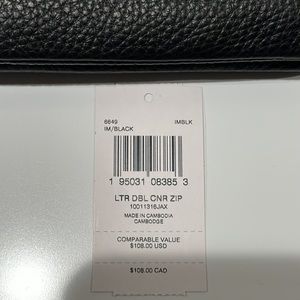 6649 IMBLK
IM/BLACK
1 95031 08385 3
LTR DBL CNR ZIP
10011316JAX
MADE IN CAMBODIA
CAMBODGE
COMPARABLE VALUE
$108.00 USD
$108.00 CAD